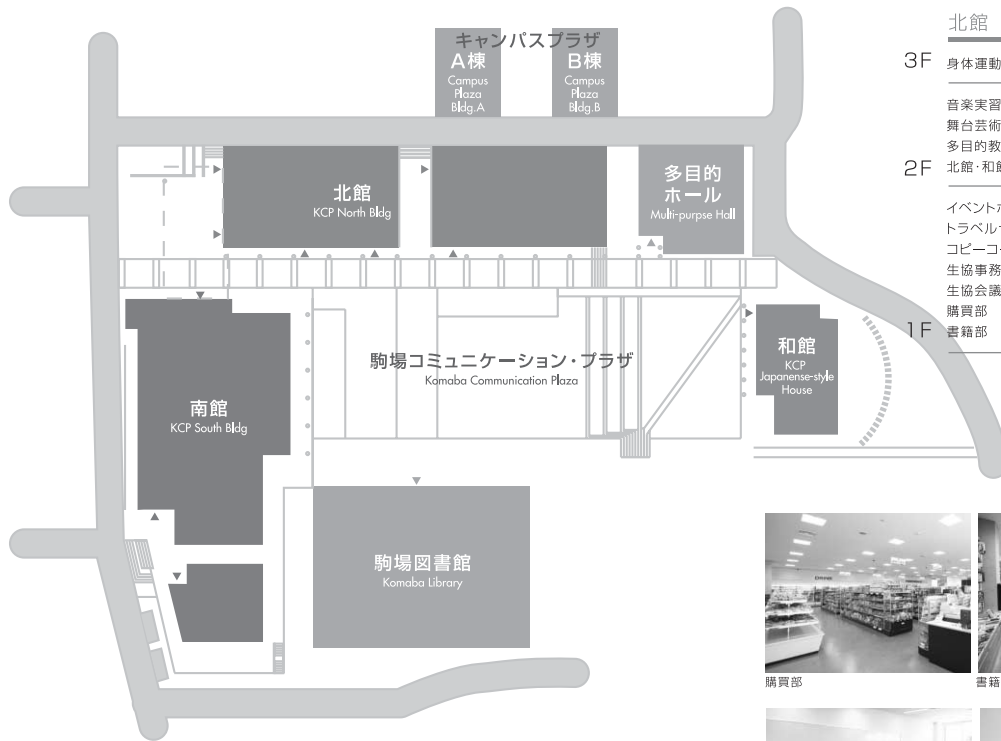 キャンパスプラザ
A棟
Campus
Plaza
Bldg.A
B棟
Campus
Plaza
Bldg.B
北館
KCP North Bldg
多目的
ホール
Multi-purpse Hall
駒場コミュニケーション・プラザ
Komaba Communication Plaza
和館
KCP
Japanense-style
House
南館
KCP South Bldg
駒場図書館
Komaba Library
北館
3F 身体運動
音楽実習
舞台芸術
多目的教
2F 北館・和館
イベントホ
トラベルセ
コピーコー
生協事務
生協会議
購買部
1F 書籍部
購買部
書籍